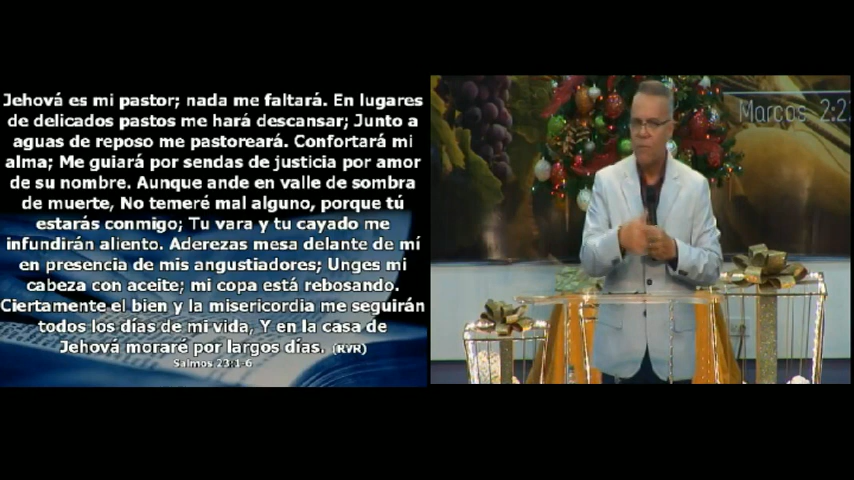 Jehová es mi pastor; nada me faltará. En lugares
de delicados pastos me hará descansar; Junto a
aguas de reposo me pastoreará. Confortará mi
alma; Me guiará por sendas de justicia por amor
de su nombre. Aunque ande en valle de sombra
de muerte, No temeré mal alguno, porque tú
estarás conmigo; Tu vara y tu cayado me
infundirán aliento. Aderezas mesa delante de mí
en presencia de mis angustiadores; Unges mi
cabeza con aceite; mi copa está rebosando.
Ciertamente el bien y la misericordia me seguirán
todos los días de mi vida, Y en la casa de
Jehová moraré por largos días. (RVR)
Salmos 23:1-6
Marcos 2:2